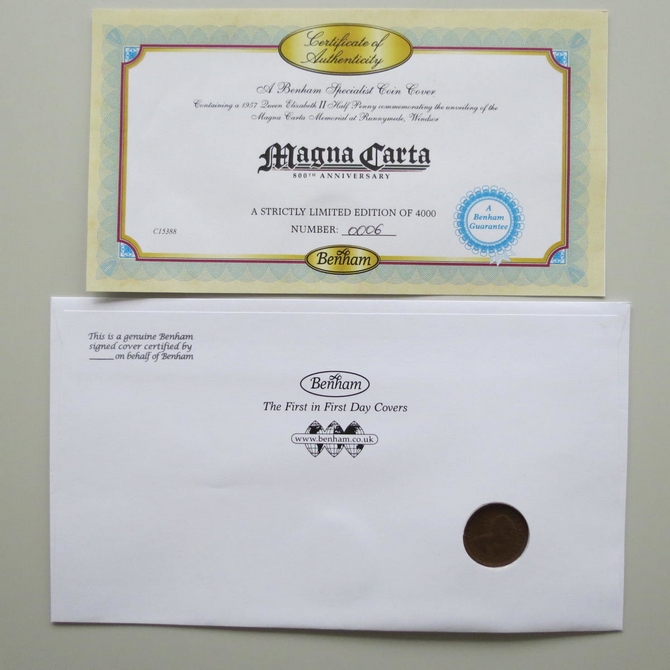 Certificate of
Authenticity
A Benham Specialist Coin Cover
Containing a 1957 Queen Elizabeth II Half Penny commemorating the unveiling of the
Magna Carta Memorial at Runnymede, Windsor
Magna Carta
800TH ANNIVERSARY
A STRICTLY LIMITED EDITION OF 4000
NUMBER: 0006
C15388
A
Benham
Guarantee
Benham
This is a genuine Benham
signed cover certified by
______ on behalf of Benham
Benham
The First in First Day Covers
www.benham.co.uk